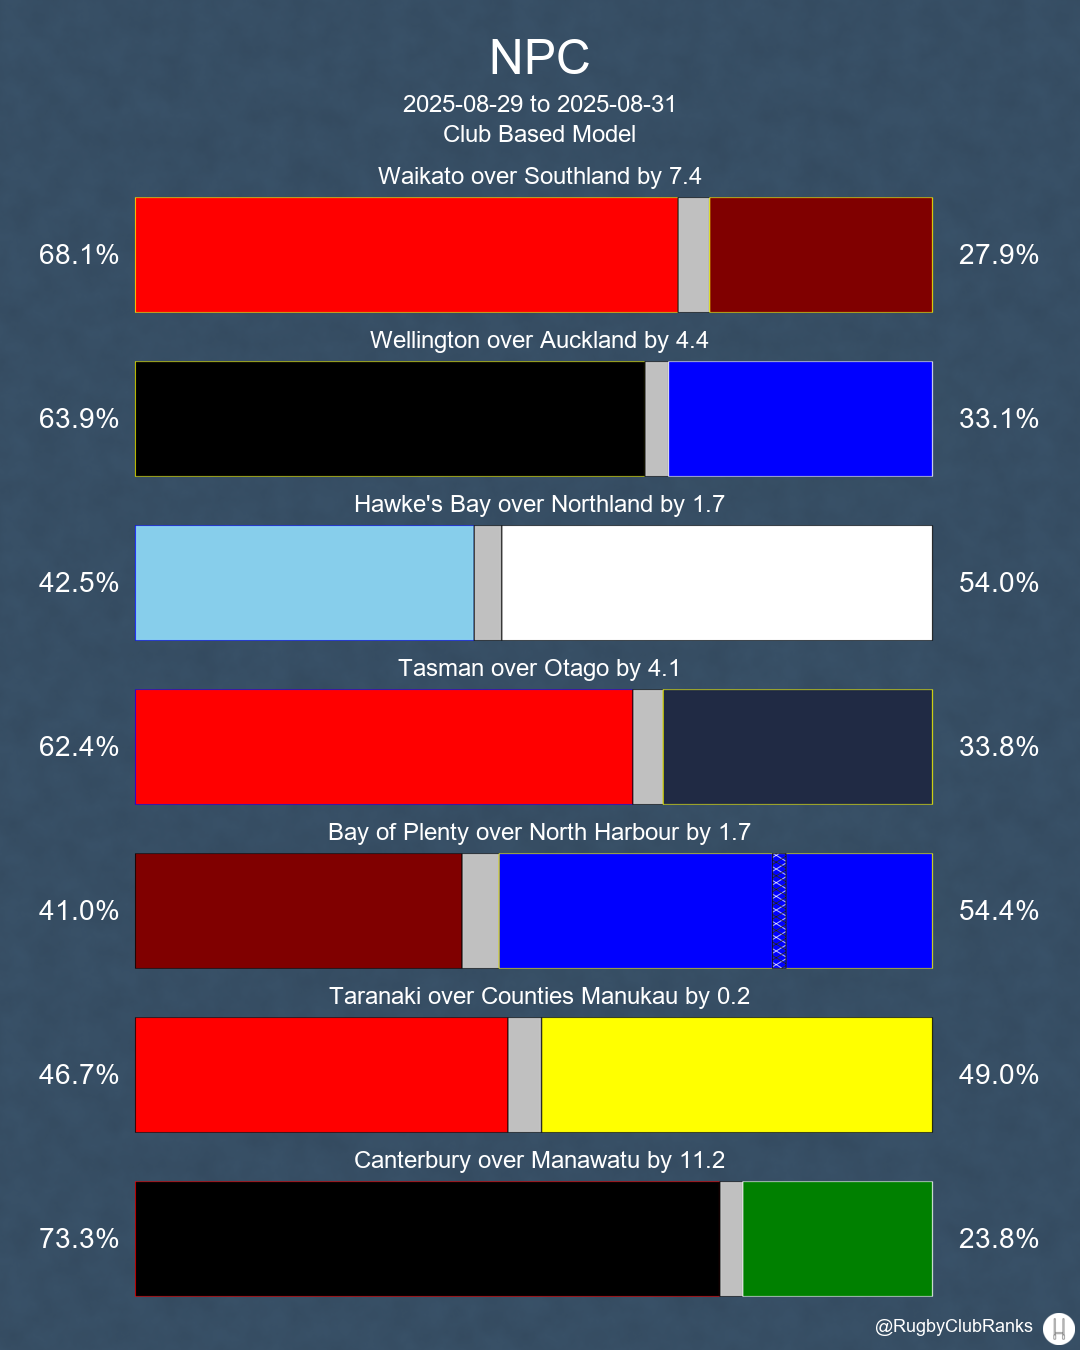 NPC
2025-08-29 to 2025-08-31
Club Based Model
Waikato over Southland by 7.4
68.1%
27.9%
Wellington over Auckland by 4.4
63.9%
33.1%
Hawke's Bay over Northland by 1.7
42.5%
54.0%
Tasman over Otago by 4.1
62.4%
33.8%
Bay of Plenty over North Harbour by 1.7
41.0%
54.4%
Taranaki over Counties Manukau by 0.2
46.7%
49.0%
Canterbury over Manawatu by 11.2
73.3%
23.8%
@RugbyClubRanks